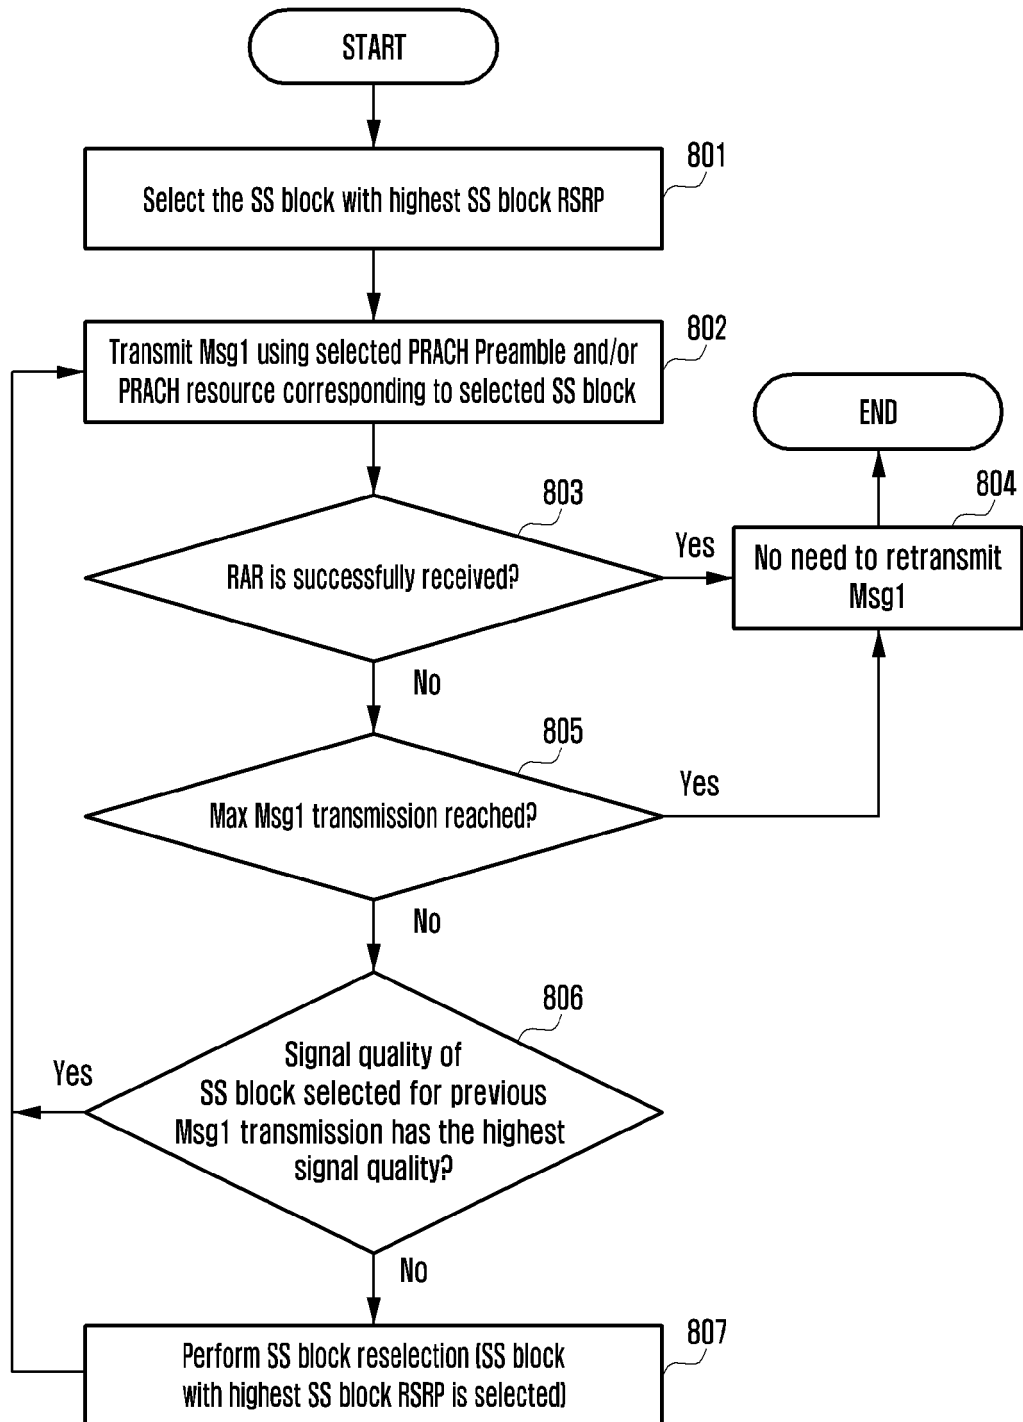 START
801
Select the SS block with highest SS block RSRP
802
Transmit Msg1 using selected PRACH Preamble and/or
PRACH resource corresponding to selected SS block
END
803
804
RAR is successfully received?
Yes
No need to retransmit
Msg1
No
805
Max Msg1 transmission reached?
Yes
No
806
Signal quality of
SS block selected for previous
Msg1 transmission has the highest
signal quality?
Yes
No
807
Perform SS block reselection (SS block
with highest SS block RSRP is selected)